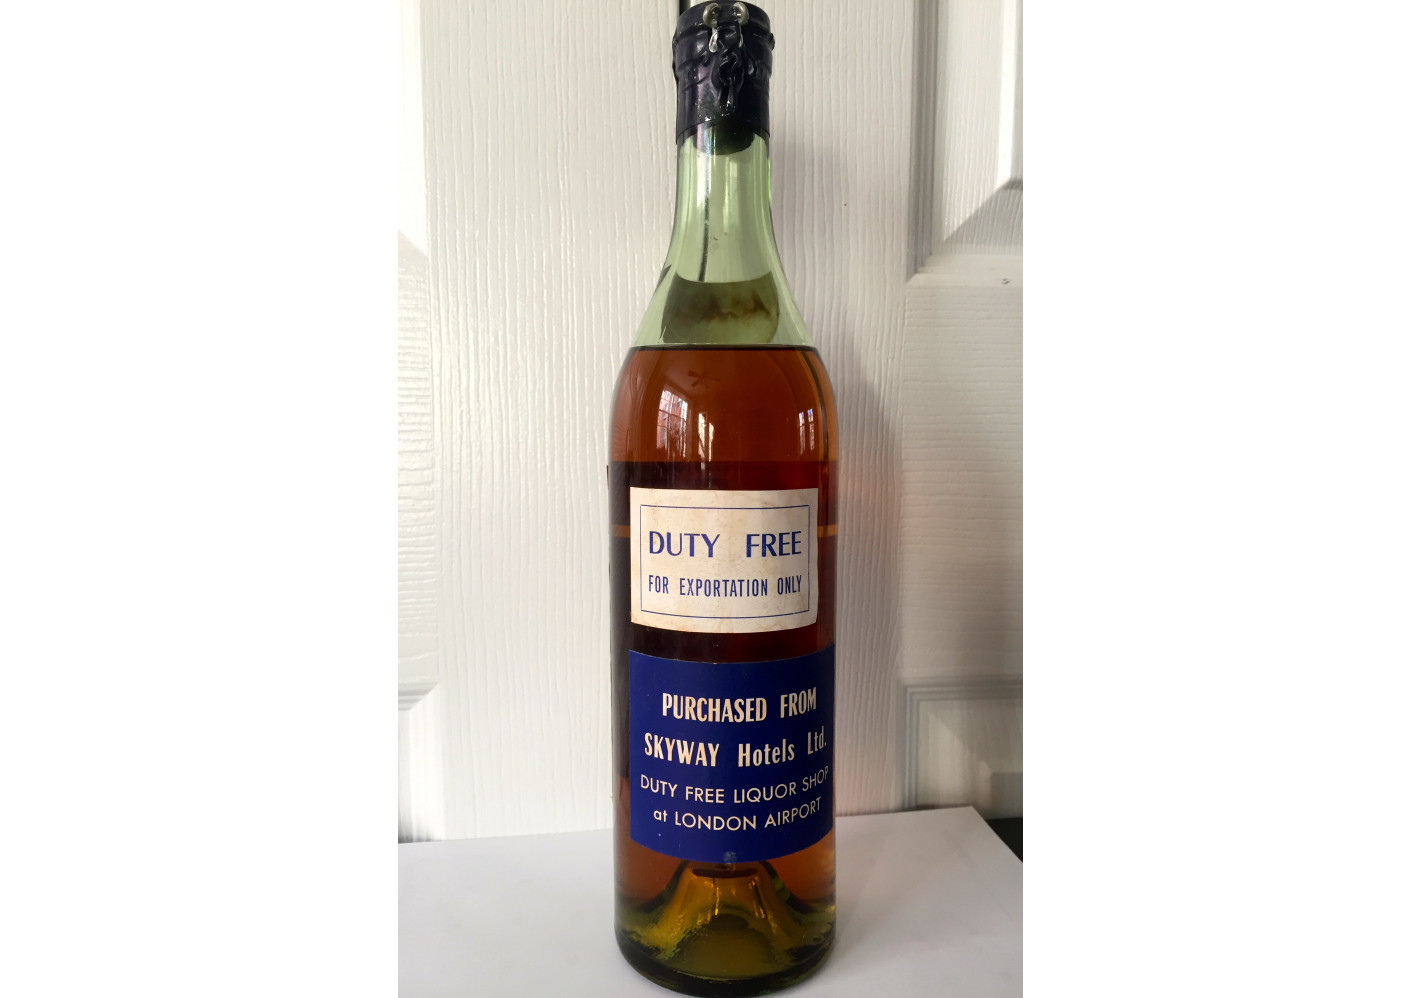 DUTY FREE
FOR EXPORTATION ONLY
PURCHASED FROM
SKYWAY Hotels Ltd.
DUTY FREE LIQUOR SHOP
at LONDON AIRPORT